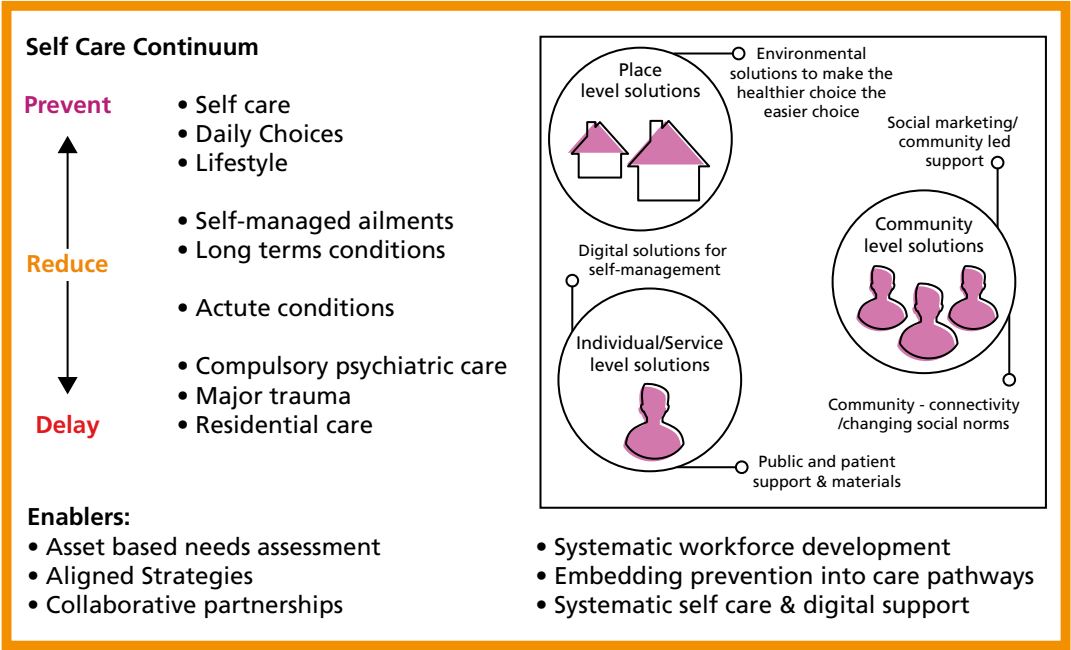 Self Care Continuum
Prevent
• Self care
• Daily Choices
• Lifestyle
• Self-managed ailments
• Long terms conditions
Reduce
• Actute conditions
• Compulsory psychiatric care
• Major trauma
• Residential care
Delay
Place
level solutions
Environmental
solutions to make the
healthier choice the
easier choice
Social marketing/
community led
support
Community
level solutions
Digital solutions for
self-management
Individual/Service
level solutions
Community - connectivity
/changing social norms
Public and patient
support & materials
Enablers:
• Asset based needs assessment
• Aligned Strategies
• Collaborative partnerships
• Systematic workforce development
• Embedding prevention into care pathways
• Systematic self care & digital support